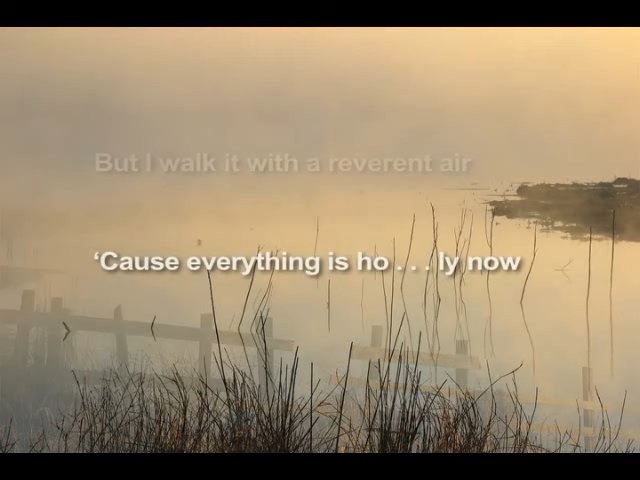 But I walk it with a reverent air
‘Cause everything is ho . . . ly now